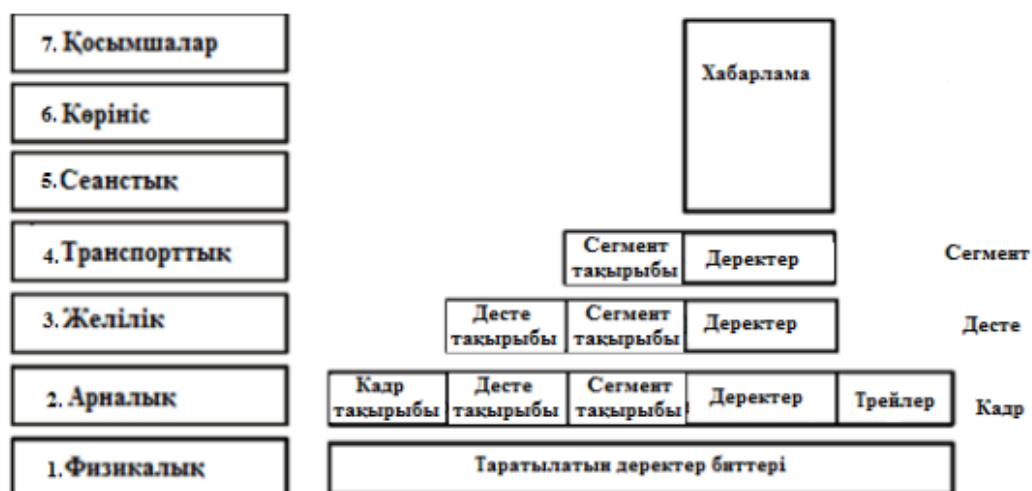 7. Қосымшалар
Хабарлама
6. Көрініс
5. Сеанстық
4. Транспорттық
Сегмент
тақырыбы
Деректер
Сегмент
3. Желілік
Десте
тақырыбы
Сегмент
тақырыбы
Деректер
Десте
2. Арналық
Кадр
тақырыбы
Десте
тақырыбы
Сегмент
тақырыбы
Деректер
Трейлер
Кадр
1. Физикалық
Таратылатын деректер биттері